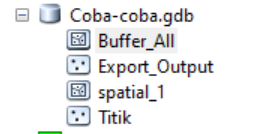 Coba-coba.gdb
Buffer_All
Export_Output
spatial_1
Titik